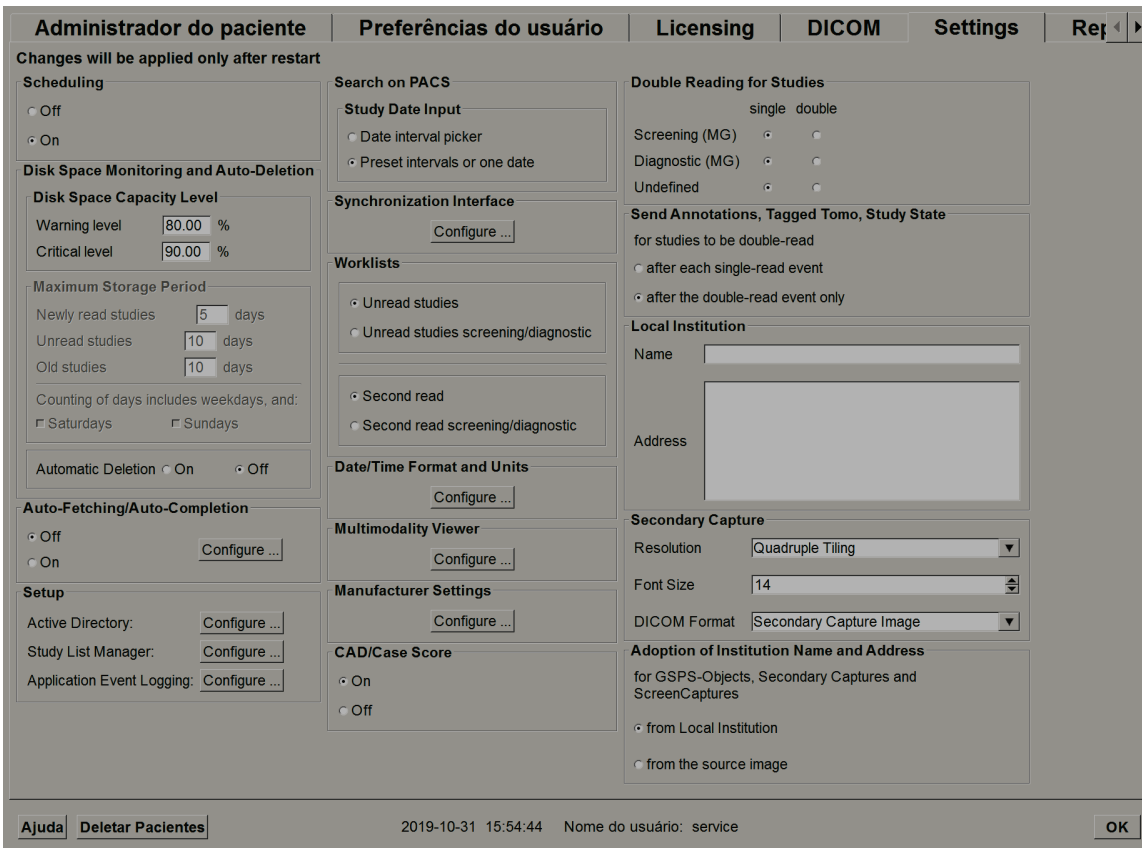 Administrador do paciente
Preferências do usuário
Licensing
DICOM
Settings
Changes will be applied only after restart
Scheduling
Off
On
Disk Space Monitoring and Auto-Deletion
Disk Space Capacity Level
Warning level 80.00 %
Critical level 90.00 %
Maximum Storage Period
Newly read studies 5 days
Unread studies 10 days
Old studies 10 days
Counting of days includes weekdays, and:
Saturdays Sundays
Automatic Deletion On Off
Auto-Fetching/Auto-Completion
Off
On
Configure ...
Setup
Active Directory: Configure ...
Study List Manager: Configure ...
Application Event Logging: Configure ...
Search on PACS
Study Date Input
Date interval picker
Preset intervals or one date
Synchronization Interface
Configure ...
Worklists
Unread studies
Unread studies screening/diagnostic
Second read
Second read screening/diagnostic
Date/Time Format and Units
Configure ...
Multimodality Viewer
Configure ...
Manufacturer Settings
Configure ...
CAD/Case Score
On
Off
Double Reading for Studies
single double
Screening (MG)
Diagnostic (MG)
Undefined
Send Annotations, Tagged Tomo, Study State
for studies to be double-read
after each single-read event
after the double-read event only
Local Institution
Name
Address
Secondary Capture
Resolution Quadruple Tiling
Font Size 14
DICOM Format Secondary Capture Image
Adoption of Institution Name and Address
for GSPS-Objects, Secondary Captures and
ScreenCaptures
from Local Institution
from the source image
Ajuda
Deletar Pacientes
2019-10-31 15:54:44 Nome do usuário: service
OK